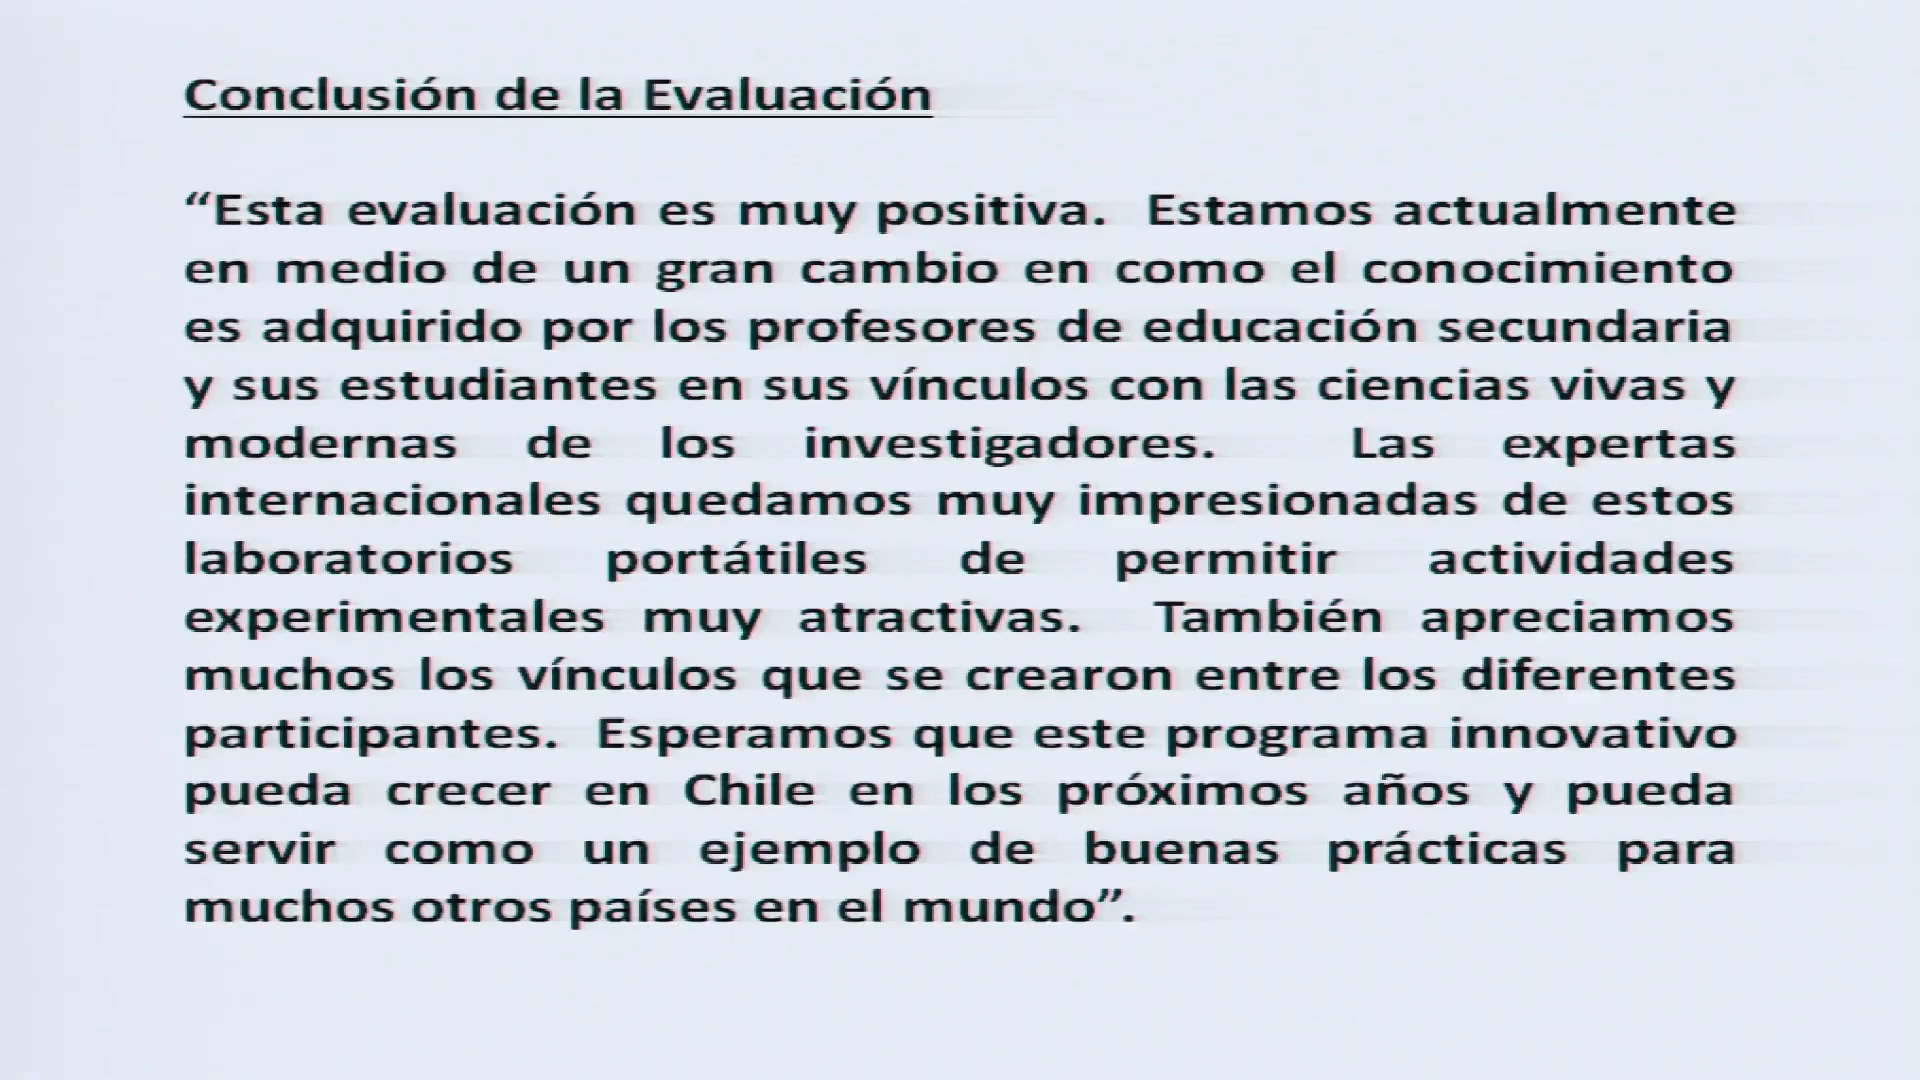 Conclusión de la Evaluación
“Esta evaluación es muy positiva. Estamos actualmente
en medio de un gran cambio en como el conocimiento
es adquirido por los profesores de educación secundaria
y sus estudiantes en sus vínculos con las ciencias vivas y
modernas de los investigadores. Las expertas
internacionales quedamos muy impresionadas de estos
laboratorios portátiles de permitir actividades
experimentales muy atractivas. También apreciamos
muchos los vínculos que se crearon entre los diferentes
participantes. Esperamos que este programa innovativo
pueda crecer en Chile en los próximos años y pueda
servir como un ejemplo de buenas prácticas para
muchos otros países en el mundo”.